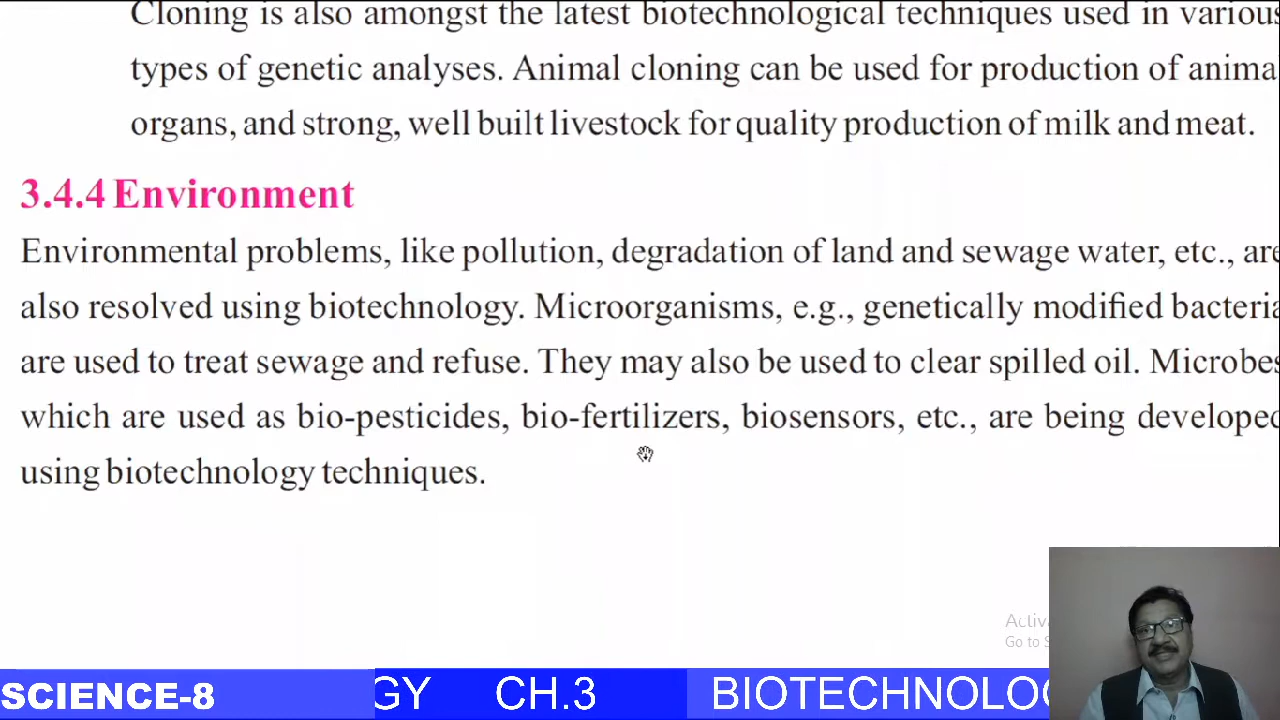 Cloning is also amongst the latest biotechnological techniques used in various
types of genetic analyses. Animal cloning can be used for production of anima
organs, and strong, well built livestock for quality production of milk and meat.
3.4.4 Environment
Environmental problems, like pollution, degradation of land and sewage water, etc., are
also resolved using biotechnology. Microorganisms, e.g., genetically modified bacteria
are used to treat sewage and refuse. They may also be used to clear spilled oil. Microbes
which are used as bio-pesticides, bio-fertilizers, biosensors, etc., are being developed
using biotechnology techniques.
Activ
Go to S
SCIENCE-8 GY CH.3 BIOTECHNOLOG